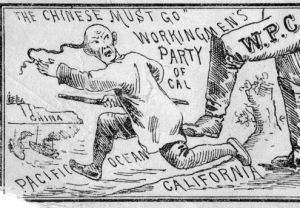 "THE CHINESE MUST GO"
WORKINGMEN'S
PARTY
OF
CAL
W.P.C
CHINA
PACIFIC OCEAN
CALIFORNIA